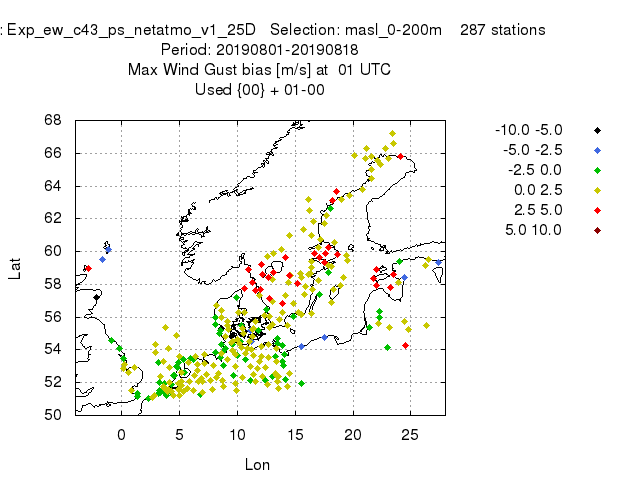 : Exp_ew_c43_ps_netatmo_v1_25D Selection: masl_0-200m 287 stations
Period: 20190801-20190818
Max Wind Gust bias [m/s] at 01 UTC
Used {00} + 01-00
68
66
64
62
60
58
56
54
52
50
Lat
0 5 10 15 20 25
Lon
-10.0 -5.0
-5.0 -2.5
-2.5 0.0
0.0 2.5
2.5 5.0
5.0 10.0